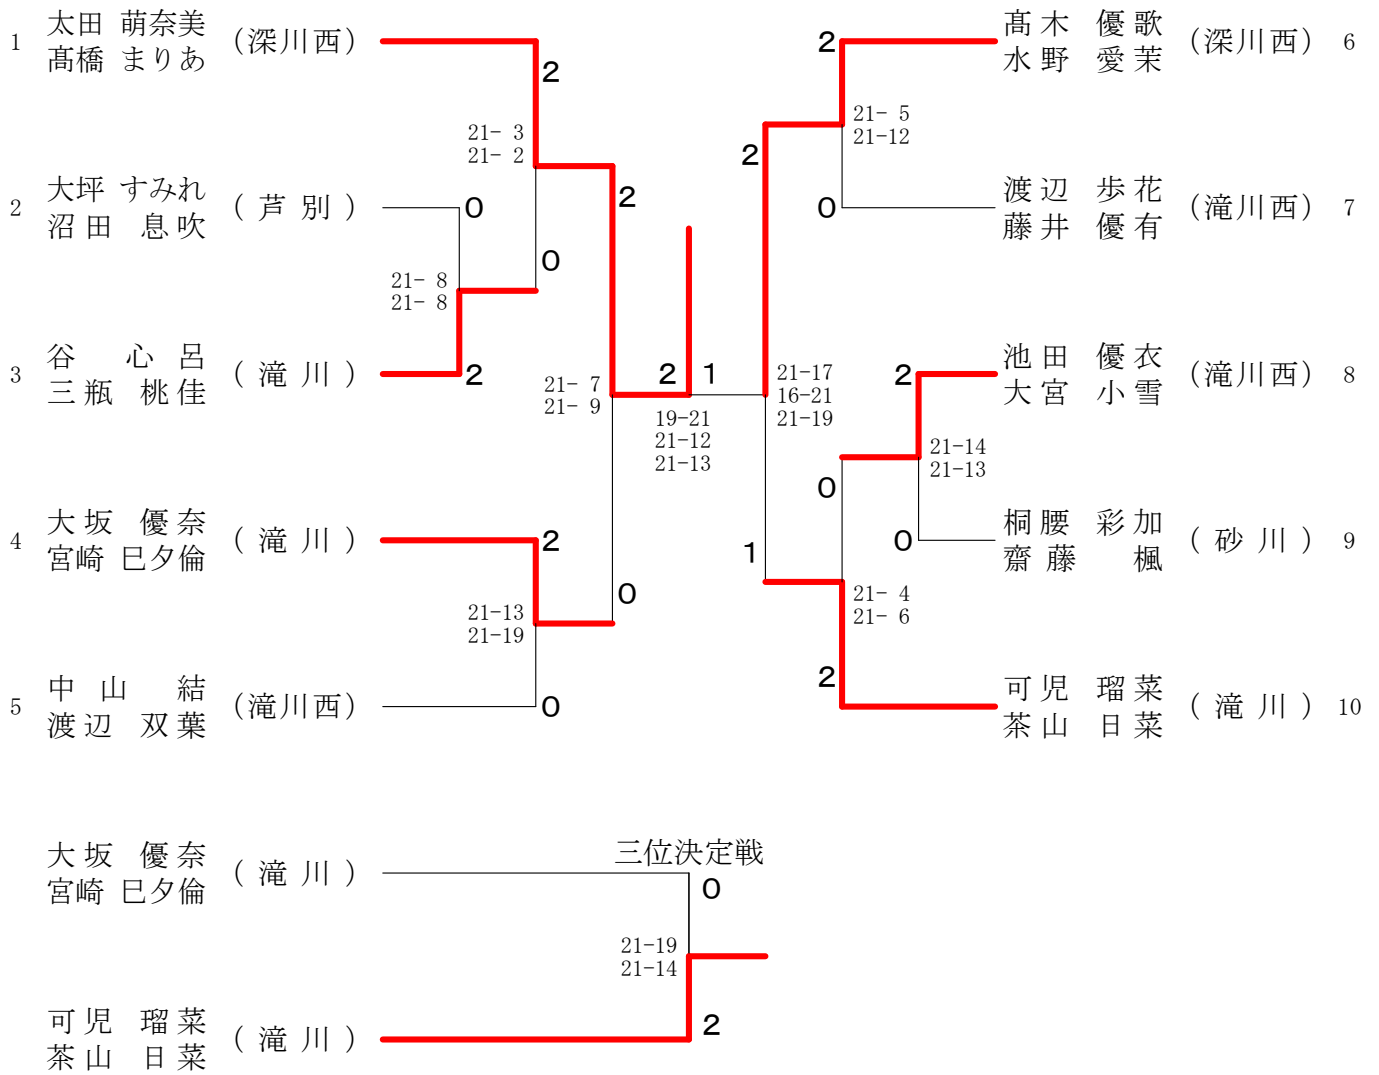 1 太田 萌奈美 (深川西)
髙橋 まりあ
2 大坪 すみれ (芦別)
沼田 息吹
3 谷 心呂 (滝川)
三瓶 桃佳
4 大坂 優奈 (滝川)
宮崎 巳夕倫
5 中山 結 (滝川西)
渡辺 双葉
2
21- 3
21- 2
0
0
21- 8
21- 8
2
2
21- 7
21- 9
2
21-13
21-19
0
0
2 1
19-21
21-12
21-13
髙木 優歌 (深川西) 6
水野 愛茉
渡辺 歩花 (滝川西) 7
藤井 優有
池田 優衣 (滝川西) 8
大宮 小雪
桐腰 彩加 (砂川) 9
齋藤 楓
可児 瑠菜 (滝川) 10
茶山 日菜
2
21- 5
21-12
2
0
21-17
16-21
21-19
2
21-14
21-13
0
0
1
21- 4
21- 6
2
三位決定戦
大坂 優奈 (滝川)
宮崎 巳夕倫
0
21-19
21-14
可児 瑠菜 (滝川)
茶山 日菜
2